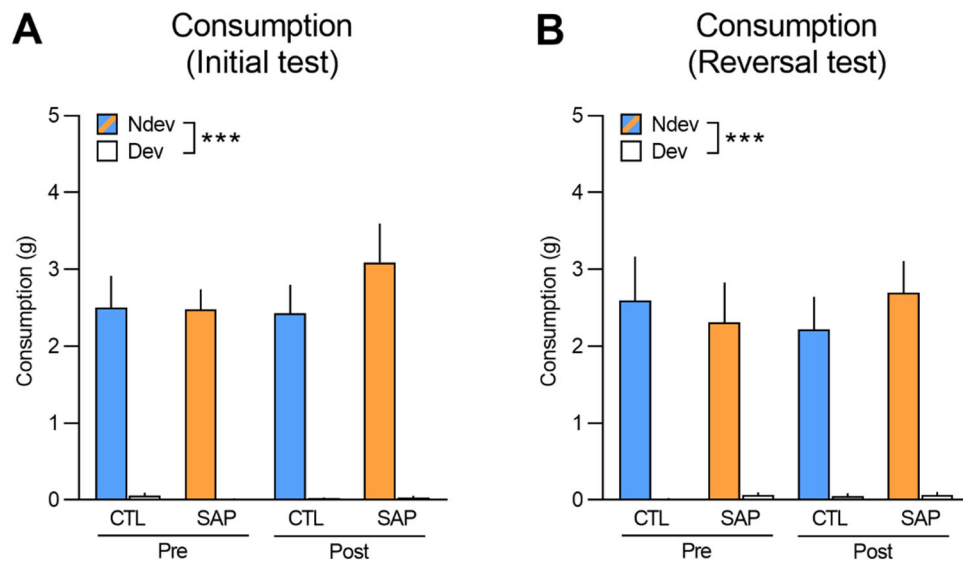 A
Consumption
(Initial test)
Ndev
Dev
***
Consumption (g)
5
4
3
2
1
0
CTL SAP CTL SAP
Pre Post
B
Consumption
(Reversal test)
Ndev
Dev
***
Consumption (g)
5
4
3
2
1
0
CTL SAP CTL SAP
Pre Post